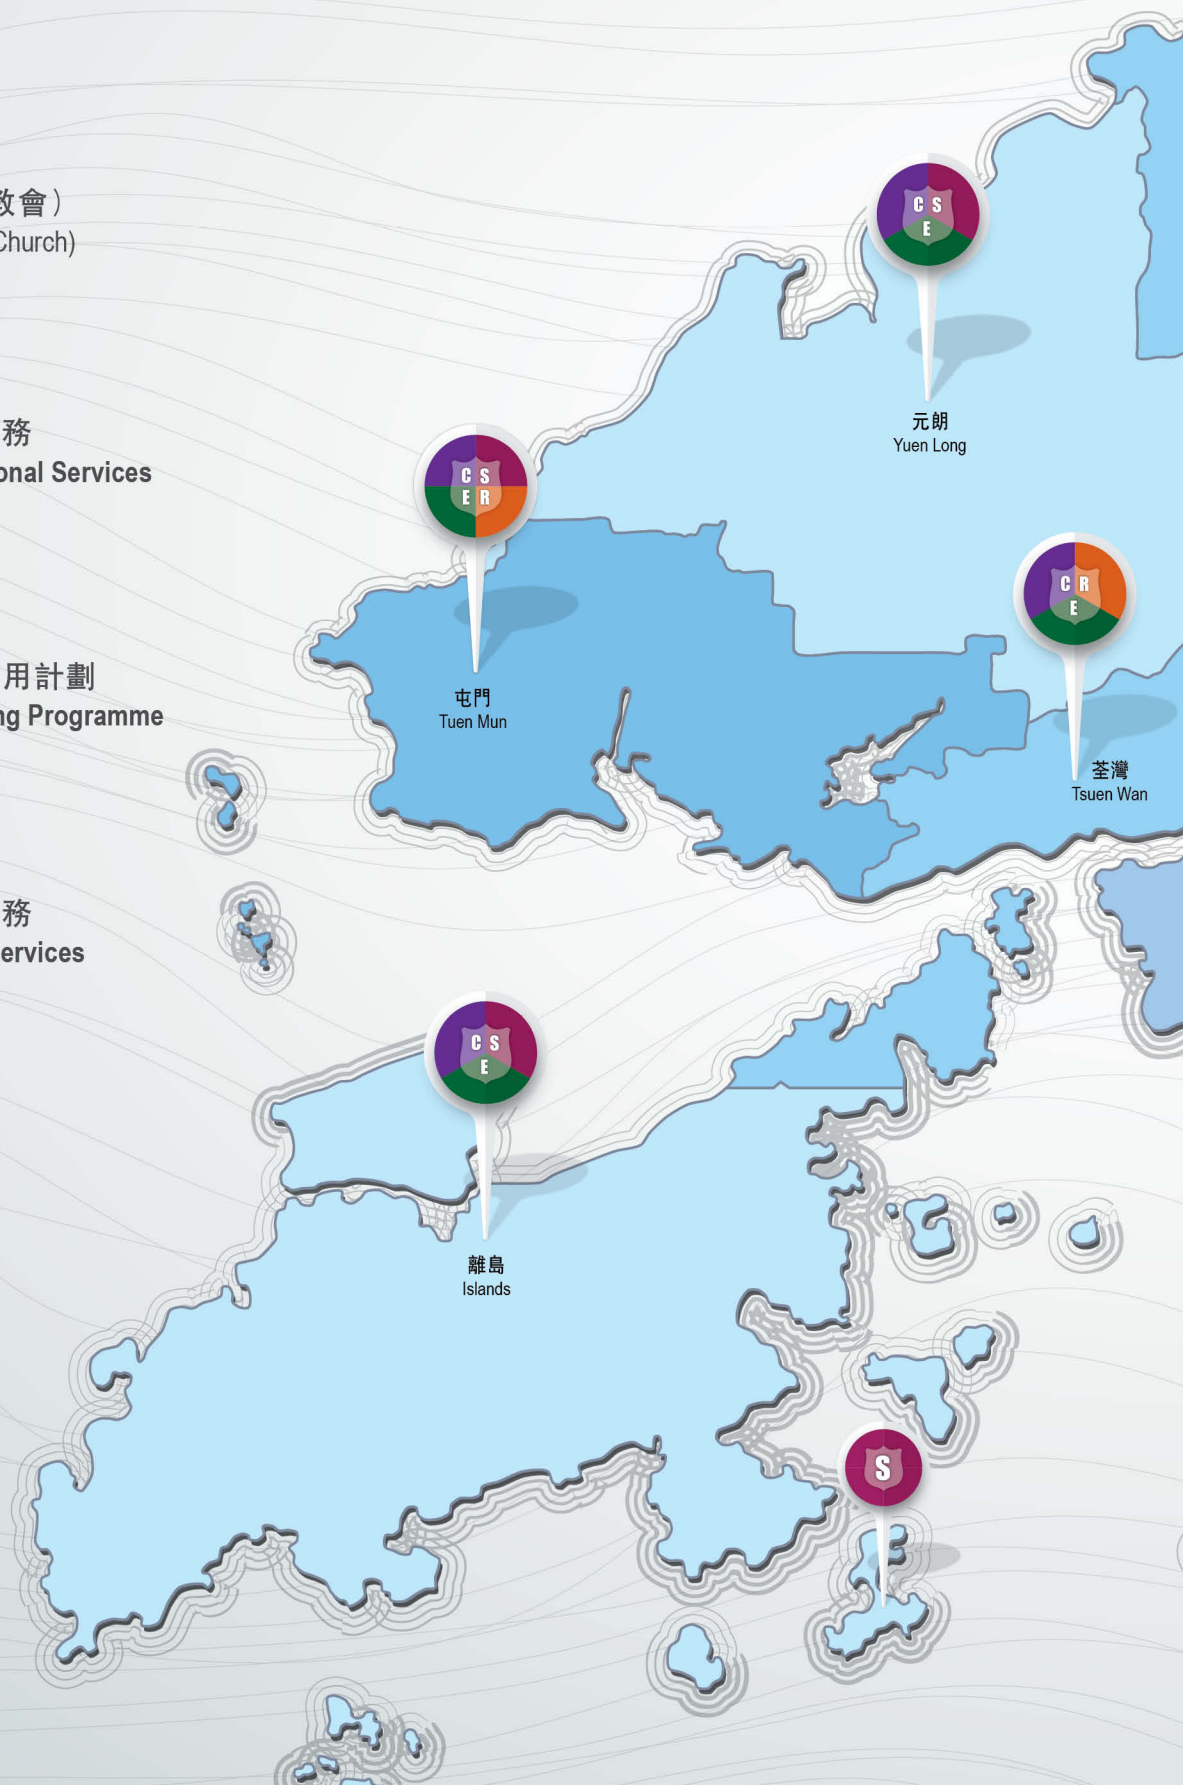 教會）
Church)
務
onal Services
用計劃
ng Programme
務
ervices
C S
E
元朗
Yuen Long
C S
E R
屯門
Tuen Mun
C R
E
荃灣
Tsuen Wan
C S
E
離島
Islands
S